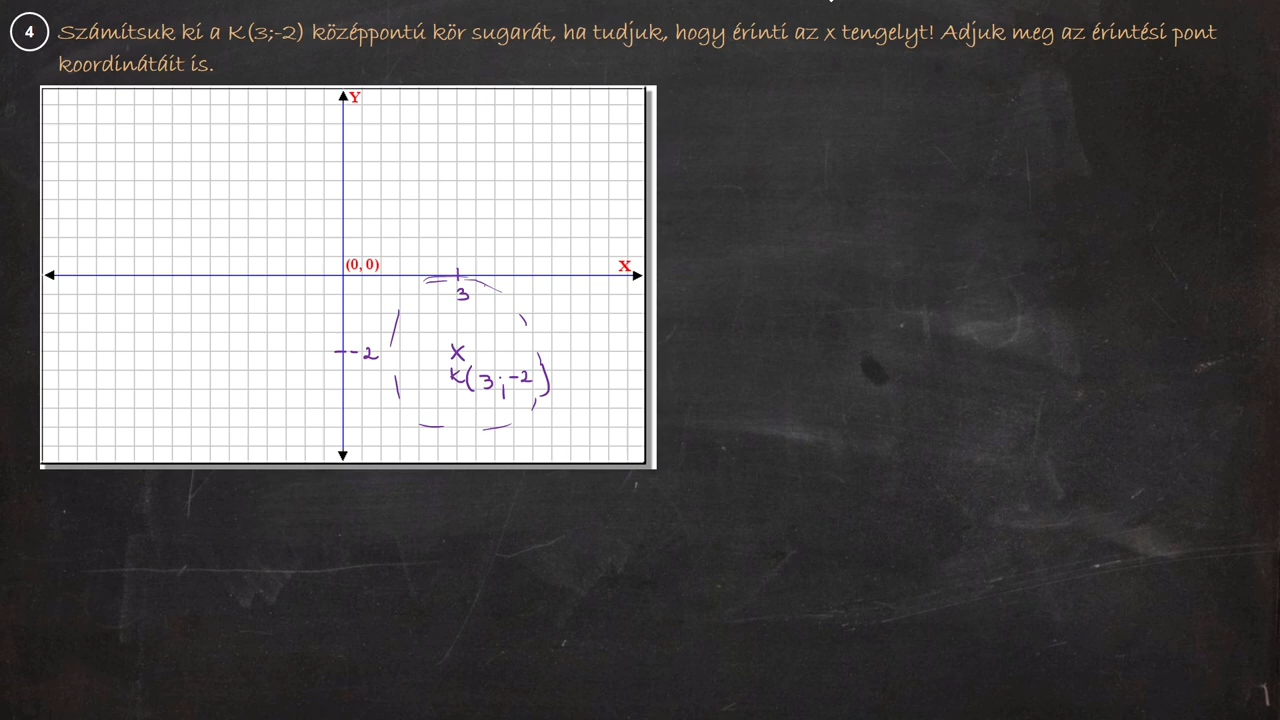 4 Számítsuk ki a K(3;-2) középpontú kör sugarát, ha tudjuk, hogy érinti az x tengelyt! Adjuk meg az érintési pont
koordinátáit is.
Y
(0, 0)
X
3
-2
x
K(3;-2)